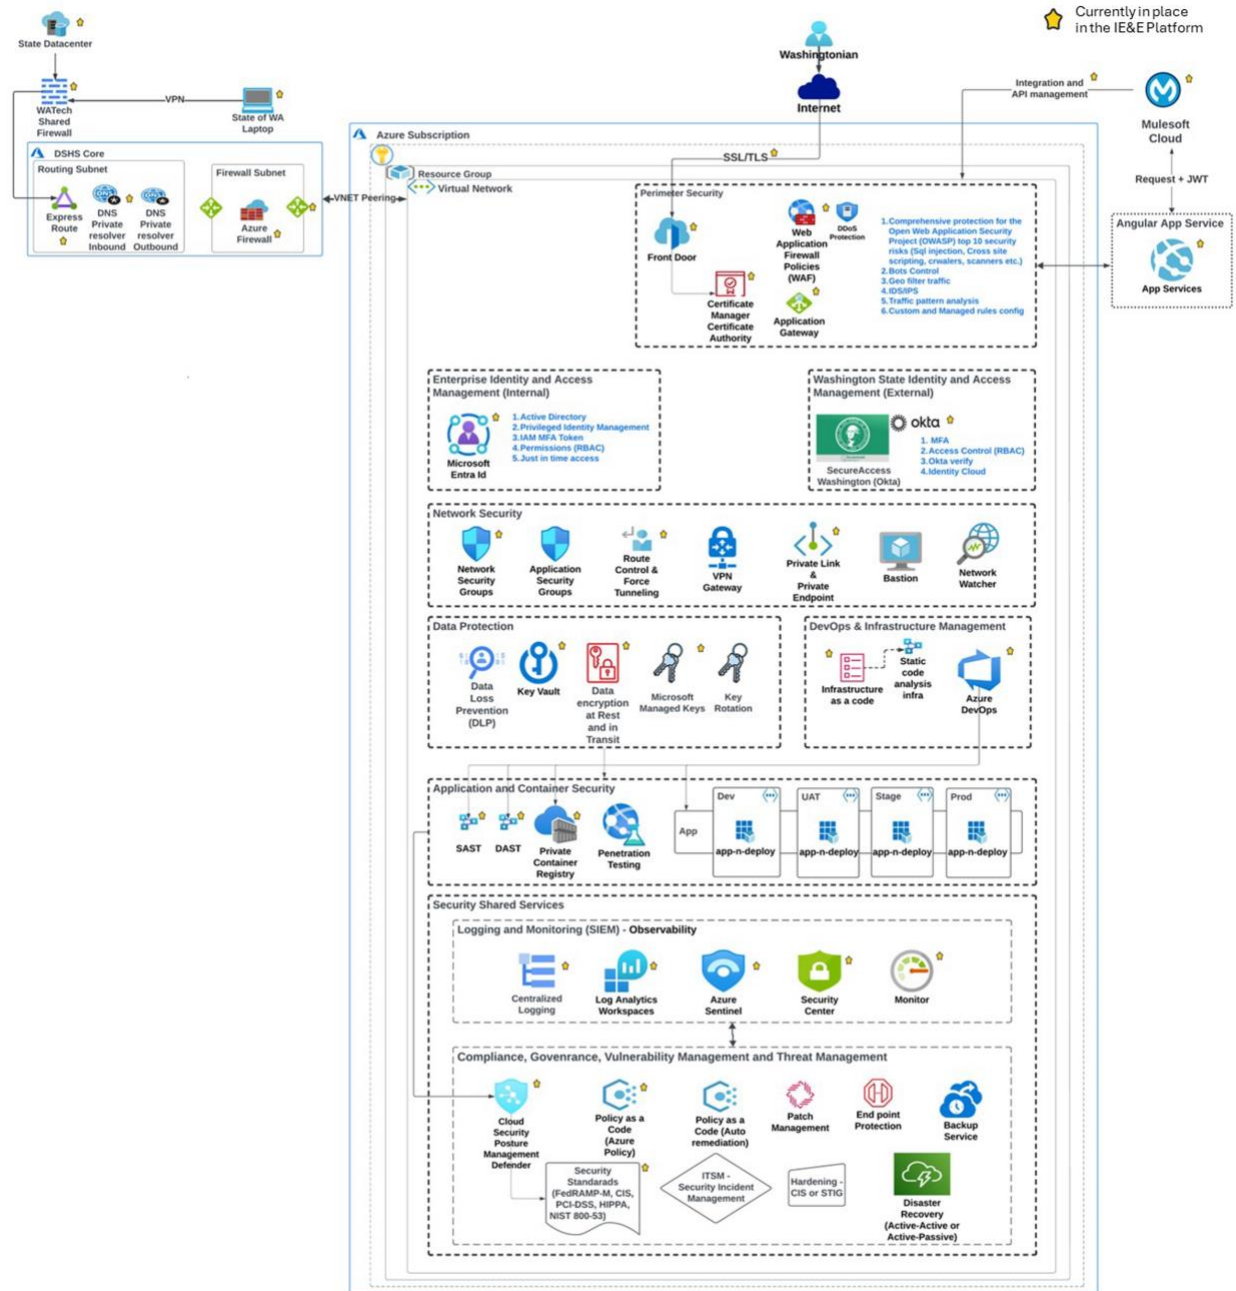 Currently in place
in the IE&E Platform
State Datacenter
WATech
Shared
Firewall
VPN
State of WA
Laptop
DSHS Core
Routing Subnet
Express
Route
DNS
Private
resolver
Inbound
DNS
Private
resolver
Outbound
Firewall Subnet
Azure
Firewall
VNET Peering
Washingtonian
Internet
SSL/TLS
Integration and
API management
Mulesoft
Cloud
Request + JWT
Angular App Service
App Services
Azure Subscription
Resource Group
Virtual Network
Perimeter Security
Front Door
Certificate
Manager
Certificate
Authority
Web
Application
Firewall
Policies
(WAF)
DDoS
Protection
Application
Gateway
1.Comprehensive protection for the
Open Web Application Security
Project (OWASP) top 10 security
risks (Sql injection, Cross site
scripting, crwalers, scanners etc.)
2.Bots Control
3.Geo filter traffic
4.IDS/IPS
5.Traffic pattern analysis
6.Custom and Managed rules config
Enterprise Identity and Access
Management (Internal)
Microsoft
Entra Id
1.Active Directory
2.Privileged Identity Management
3.IAM MFA Token
4.Permissions (RBAC)
5.Just in time access
Washington State Identity and Access
Management (External)
okta
SecureAccess
Washington (Okta)
1. MFA
2.Access Control (RBAC)
3.Okta verify
4.Identity Cloud
Network Security
Network
Security
Groups
Application
Security
Groups
Route
Control &
Force
Tunneling
VPN
Gateway
Private Link
&
Private
Endpoint
Bastion
Network
Watcher
Data Protection
Data
Loss
Prevention
(DLP)
Key Vault
Data
encryption
at Rest
and in
Transit
Microsoft
Managed Keys
Key
Rotation
DevOps & Infrastructure Management
Infrastructure
as a code
Static
code
analysis
infra
Azure
DevOps
Application and Container Security
SAST
DAST
Private
Container
Registry
Penetration
Testing
App
Dev
app-n-deploy
UAT
app-n-deploy
Stage
app-n-deploy
Prod
app-n-deploy
Security Shared Services
Logging and Monitoring (SIEM) - Observability
Centralized
Logging
Log Analytics
Workspaces
Azure
Sentinel
Security
Center
Monitor
Compliance, Govenrance, Vulnerability Management and Threat Management
Cloud
Security
Posture
Management
Defender
Policy as a
Code
(Azure
Policy)
Policy as a
Code (Auto
remediation)
Patch
Management
End point
Protection
Backup
Service
Security
Standarads
(FedRAMP-M, CIS,
PCI-DSS, HIPPA,
NIST 800-53)
ITSM -
Security Incident
Management
Hardening -
CIS or STIG
Disaster
Recovery
(Active-Active or
Active-Passive)